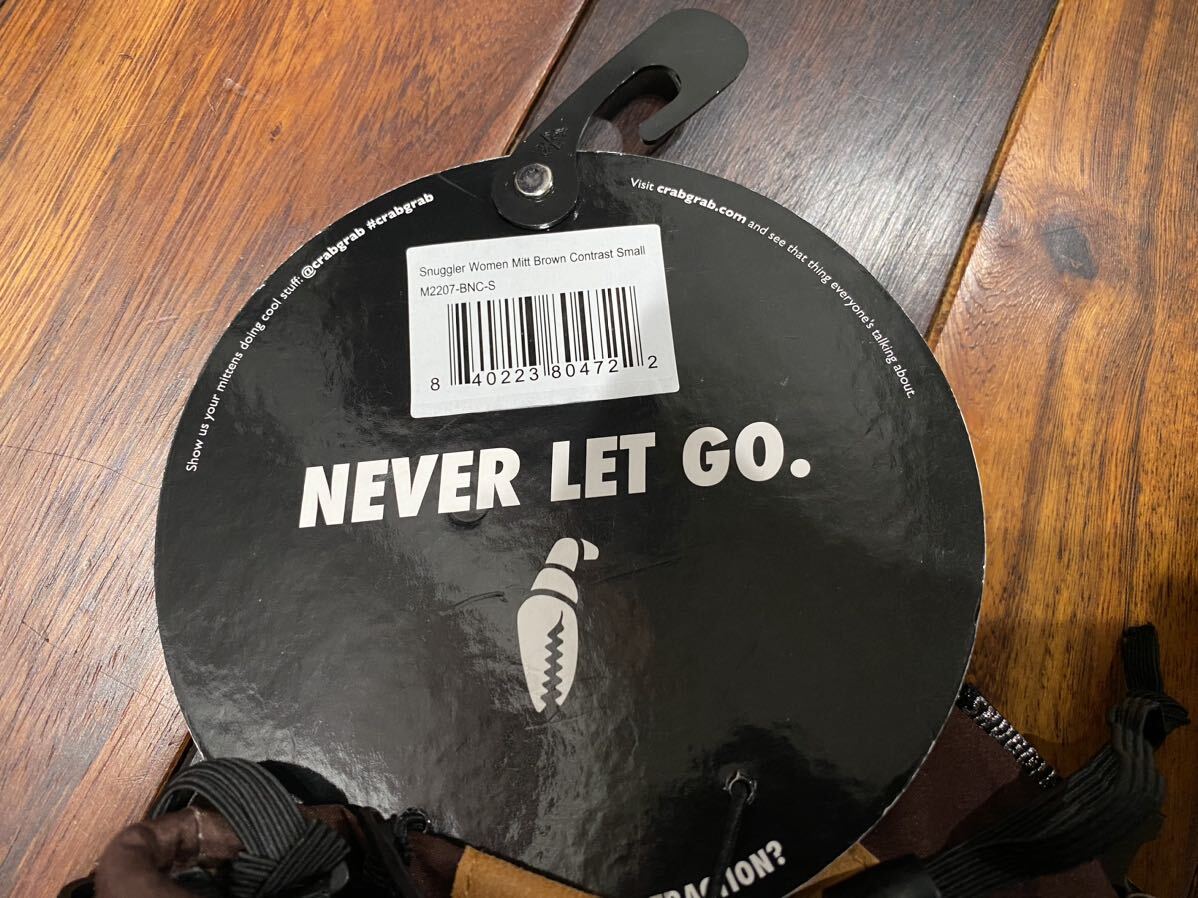 Show us your mittens doing cool stuff: @crabgrab #crabgrab
Visit crabgrab.com and see that thing everyone's talking about.
Snuggler Women Mitt Brown Contrast Small
M2207-BNC-S
8 40223 80472 2
NEVER LET GO.